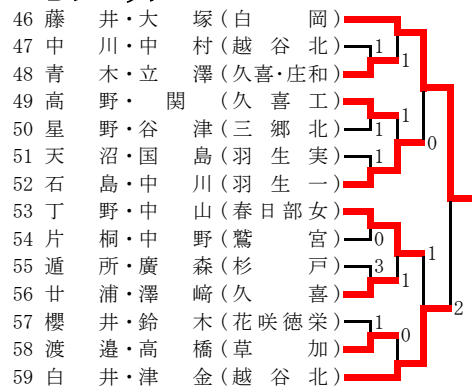 46 藤 井・大 塚(白 岡)
47 中 川・中 村(越 谷 北)
1
1
48 青 木・立 澤(久喜・庄和)
49 高 野・ 関 (久 喜 工)
1
50 星 野・谷 津(三 郷 北)
1
0
51 天 沼・国 島(羽 生 実)
1
52 石 島・中 川(羽 生 一)
53 丁 野・中 山(春日部女)
54 片 桐・中 野(鷲 宮)
0
1
55 遁 所・廣 森(杉 戸)
3
1
56 廿 浦・澤 﨑(久 喜)
2
57 櫻 井・鈴 木(花咲徳栄)
1
0
58 渡 邉・高 橋(草 加)
59 白 井・津 金(越 谷 北)